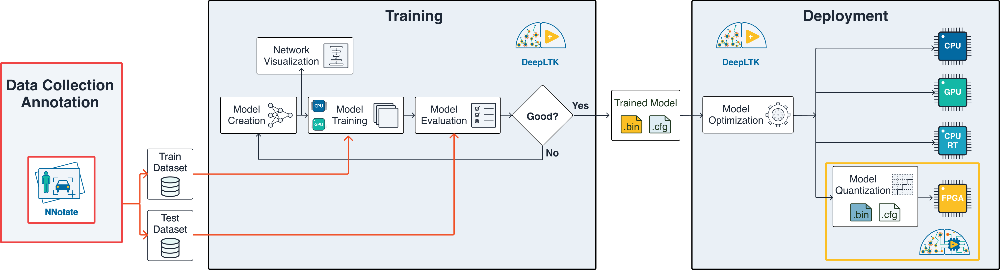 Data Collection
Annotation
NNotate
Train
Dataset
Test
Dataset
Training
DeepLTK
Network
Visualization
Model
Creation
CPU
GPU
Model
Training
Model
Evaluation
Good?
Yes
No
Trained Model
.bin
.cfg
Deployment
DeepLTK
Model
Optimization
CPU
GPU
CPU
RT
Model
Quantization
.bin
.cfg
FPGA